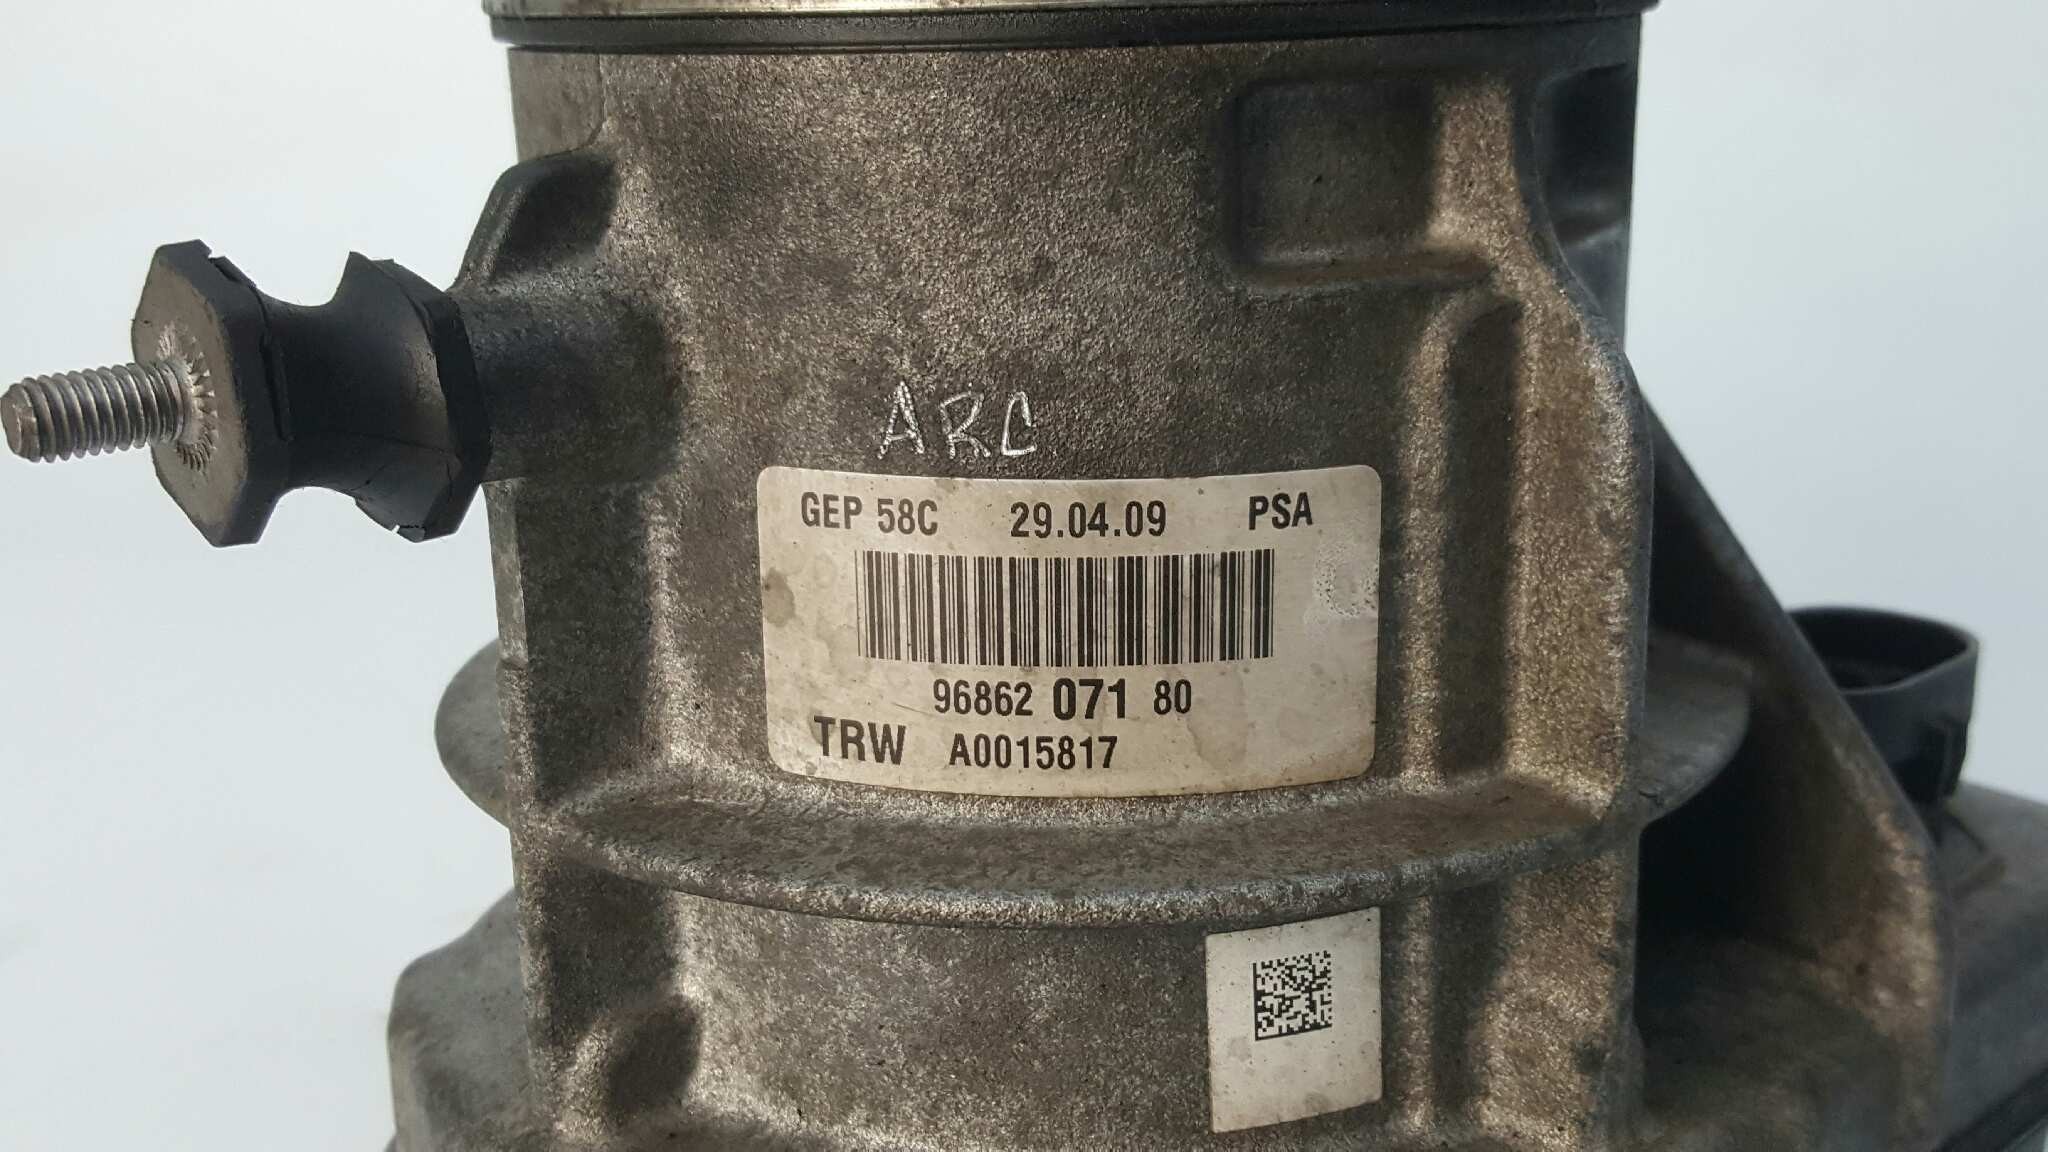 ARC
GEP 58C 29.04.09 PSA
96862 071 80
TRW A0015817